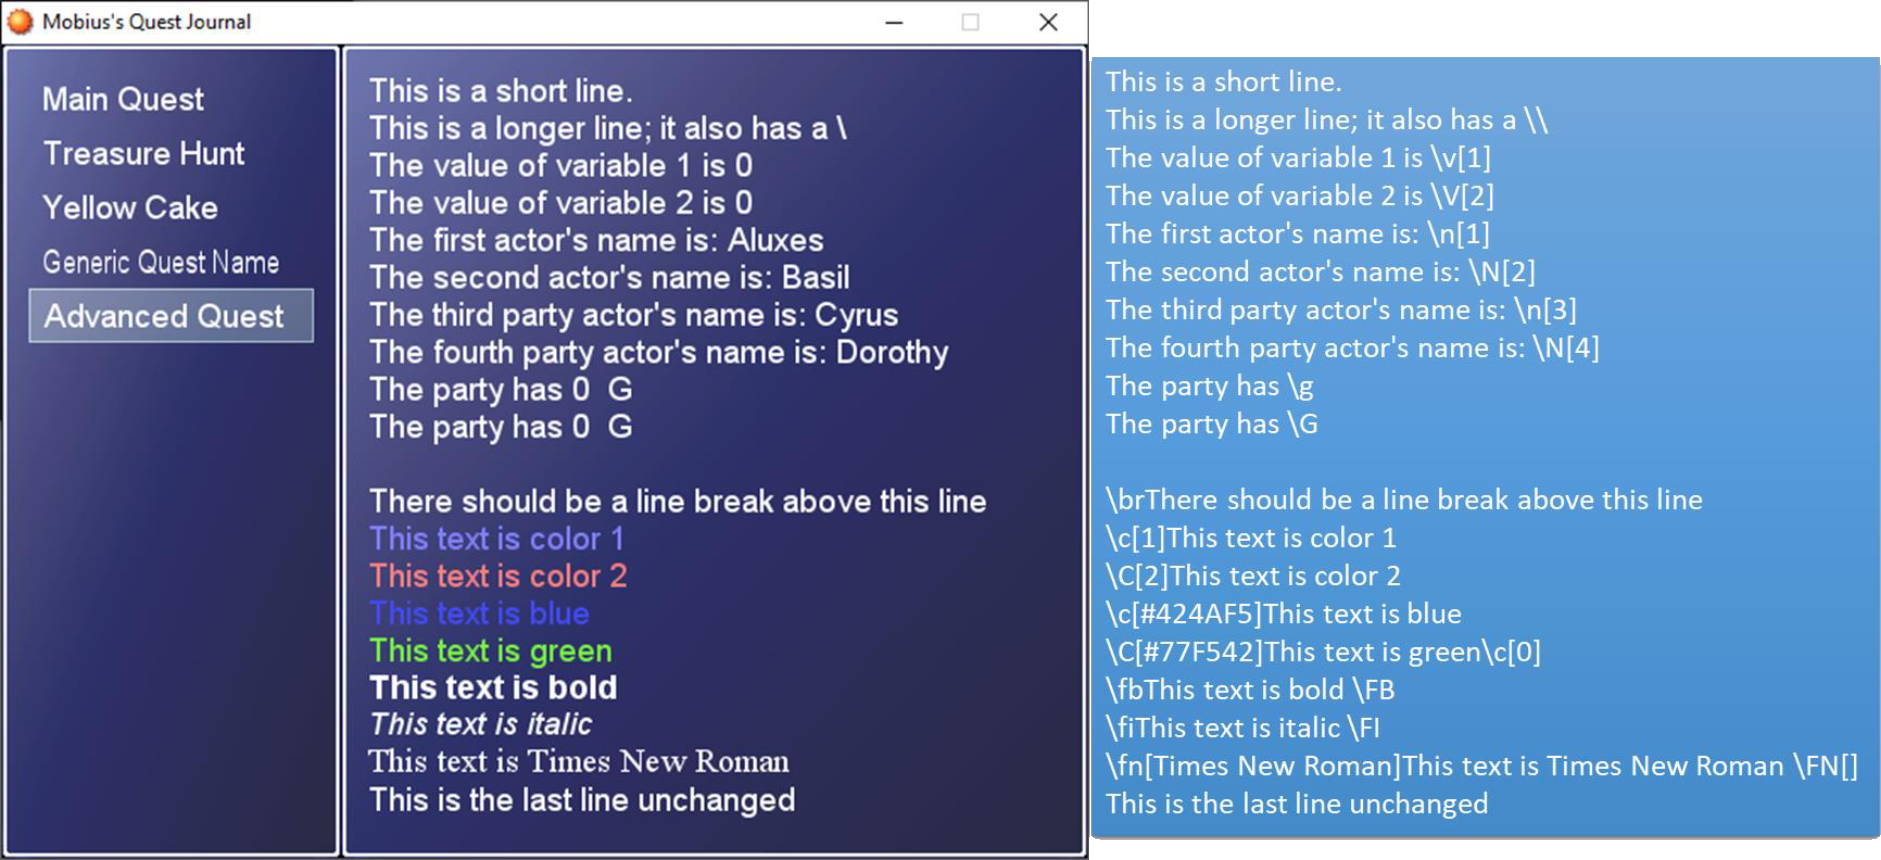 Mobius's Quest Journal
Main Quest
Treasure Hunt
Yellow Cake
Generic Quest Name
Advanced Quest
This is a short line.
This is a longer line; it also has a \
The value of variable 1 is 0
The value of variable 2 is 0
The first actor's name is: Aluxes
The second actor's name is: Basil
The third party actor's name is: Cyrus
The fourth party actor's name is: Dorothy
The party has 0  G
The party has 0  G
There should be a line break above this line
This text is color 1
This text is color 2
This text is blue
This text is green
This text is bold
This text is italic
This text is Times New Roman
This is the last line unchanged
This is a short line.
This is a longer line; it also has a \\
The value of variable 1 is \v[1]
The value of variable 2 is \V[2]
The first actor's name is: \n[1]
The second actor's name is: \N[2]
The third party actor's name is: \n[3]
The fourth party actor's name is: \N[4]
The party has \g
The party has \G
\brThere should be a line break above this line
\c[1]This text is color 1
\C[2]This text is color 2
\c[#424AF5]This text is blue
\C[#77F542]This text is green\c[0]
\fbThis text is bold \FB
\fiThis text is italic \FI
\fn[Times New Roman]This text is Times New Roman \FN[]
This is the last line unchanged